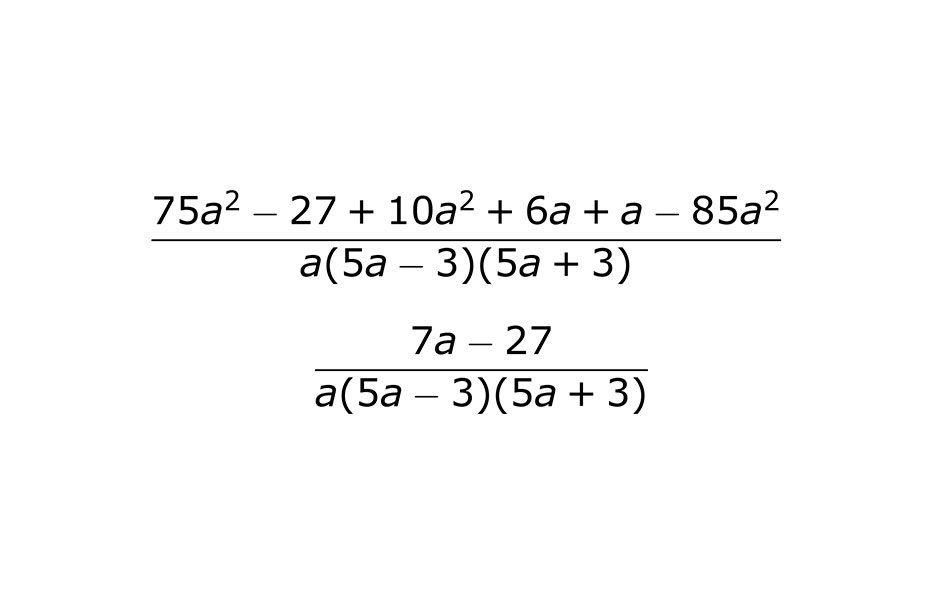 75a² – 27 + 10a² + 6a + a – 85a²
a(5a – 3)(5a + 3)
7a – 27
a(5a – 3)(5a + 3)